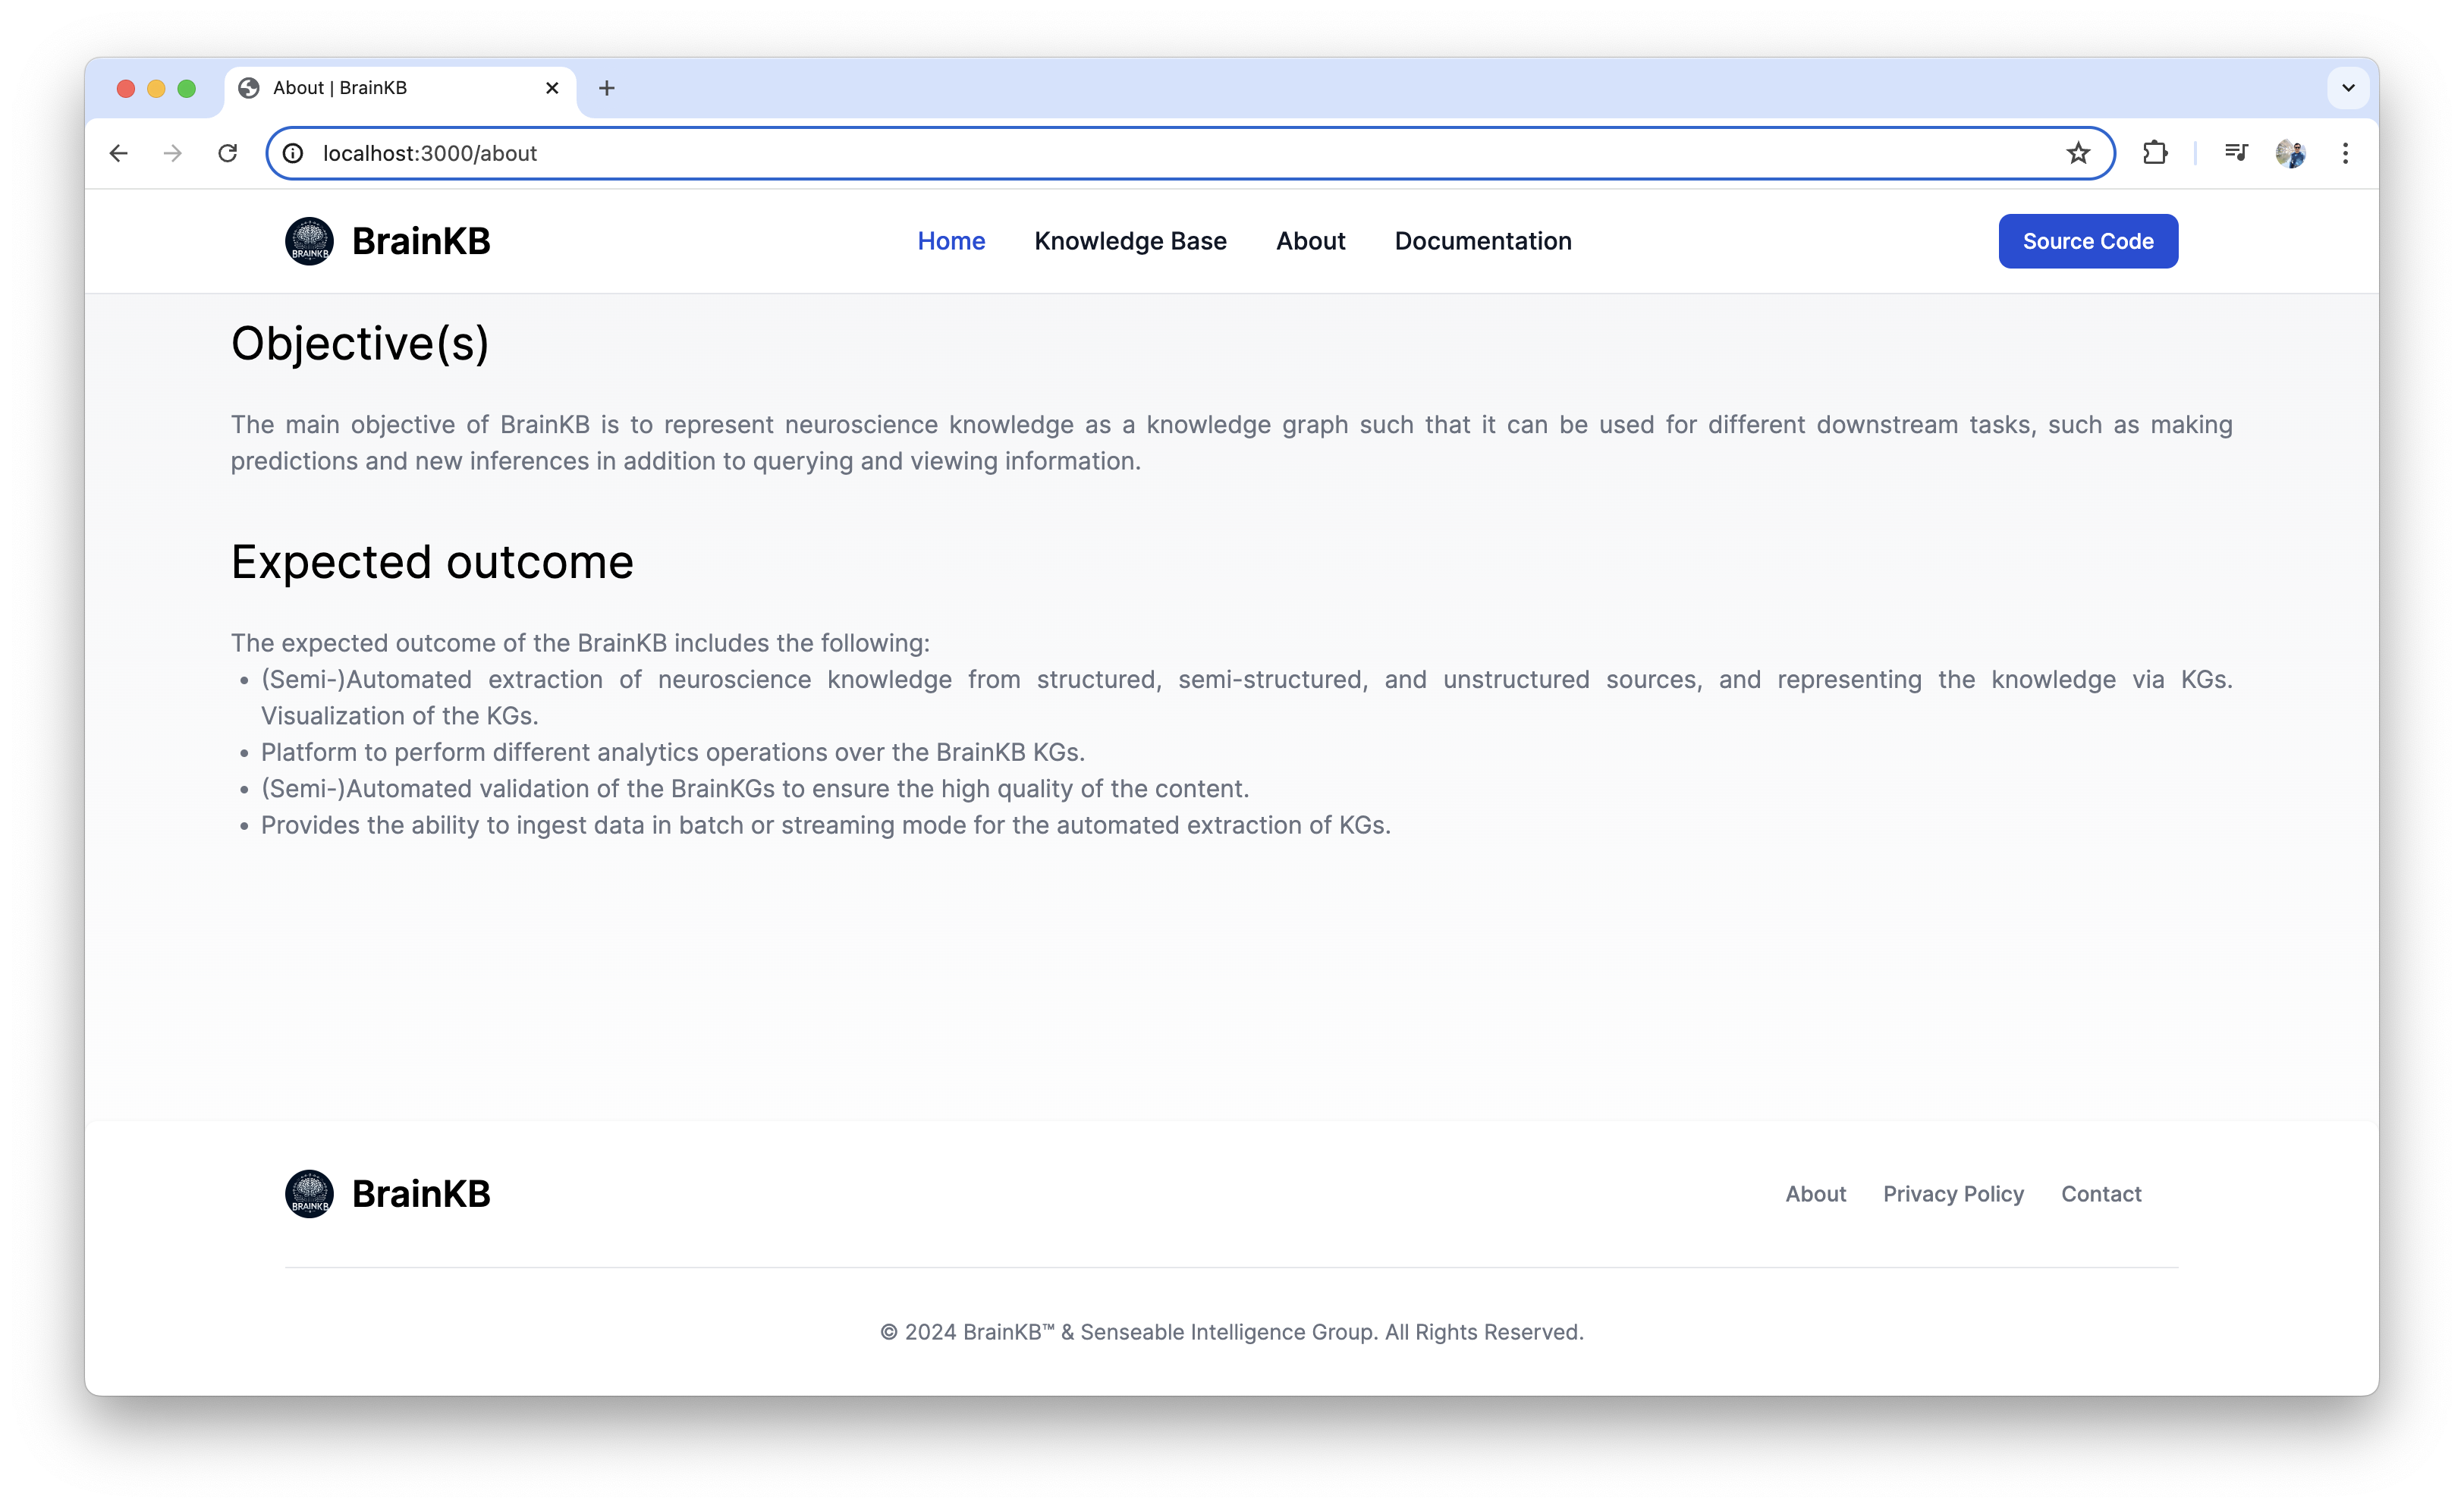 About | BrainKB
localhost:3000/about
BRAINKB
BrainKB
Home
Knowledge Base
About
Documentation
Source Code
Objective(s)
The main objective of BrainKB is to represent neuroscience knowledge as a knowledge graph such that it can be used for different downstream tasks, such as making
predictions and new inferences in addition to querying and viewing information.
Expected outcome
The expected outcome of the BrainKB includes the following:
• (Semi-)Automated extraction of neuroscience knowledge from structured, semi-structured, and unstructured sources, and representing the knowledge via KGs.
Visualization of the KGs.
• Platform to perform different analytics operations over the BrainKB KGs.
• (Semi-)Automated validation of the BrainKGs to ensure the high quality of the content.
• Provides the ability to ingest data in batch or streaming mode for the automated extraction of KGs.
BRAINKB
BrainKB
About
Privacy Policy
Contact
© 2024 BrainKB™ & Senseable Intelligence Group. All Rights Reserved.